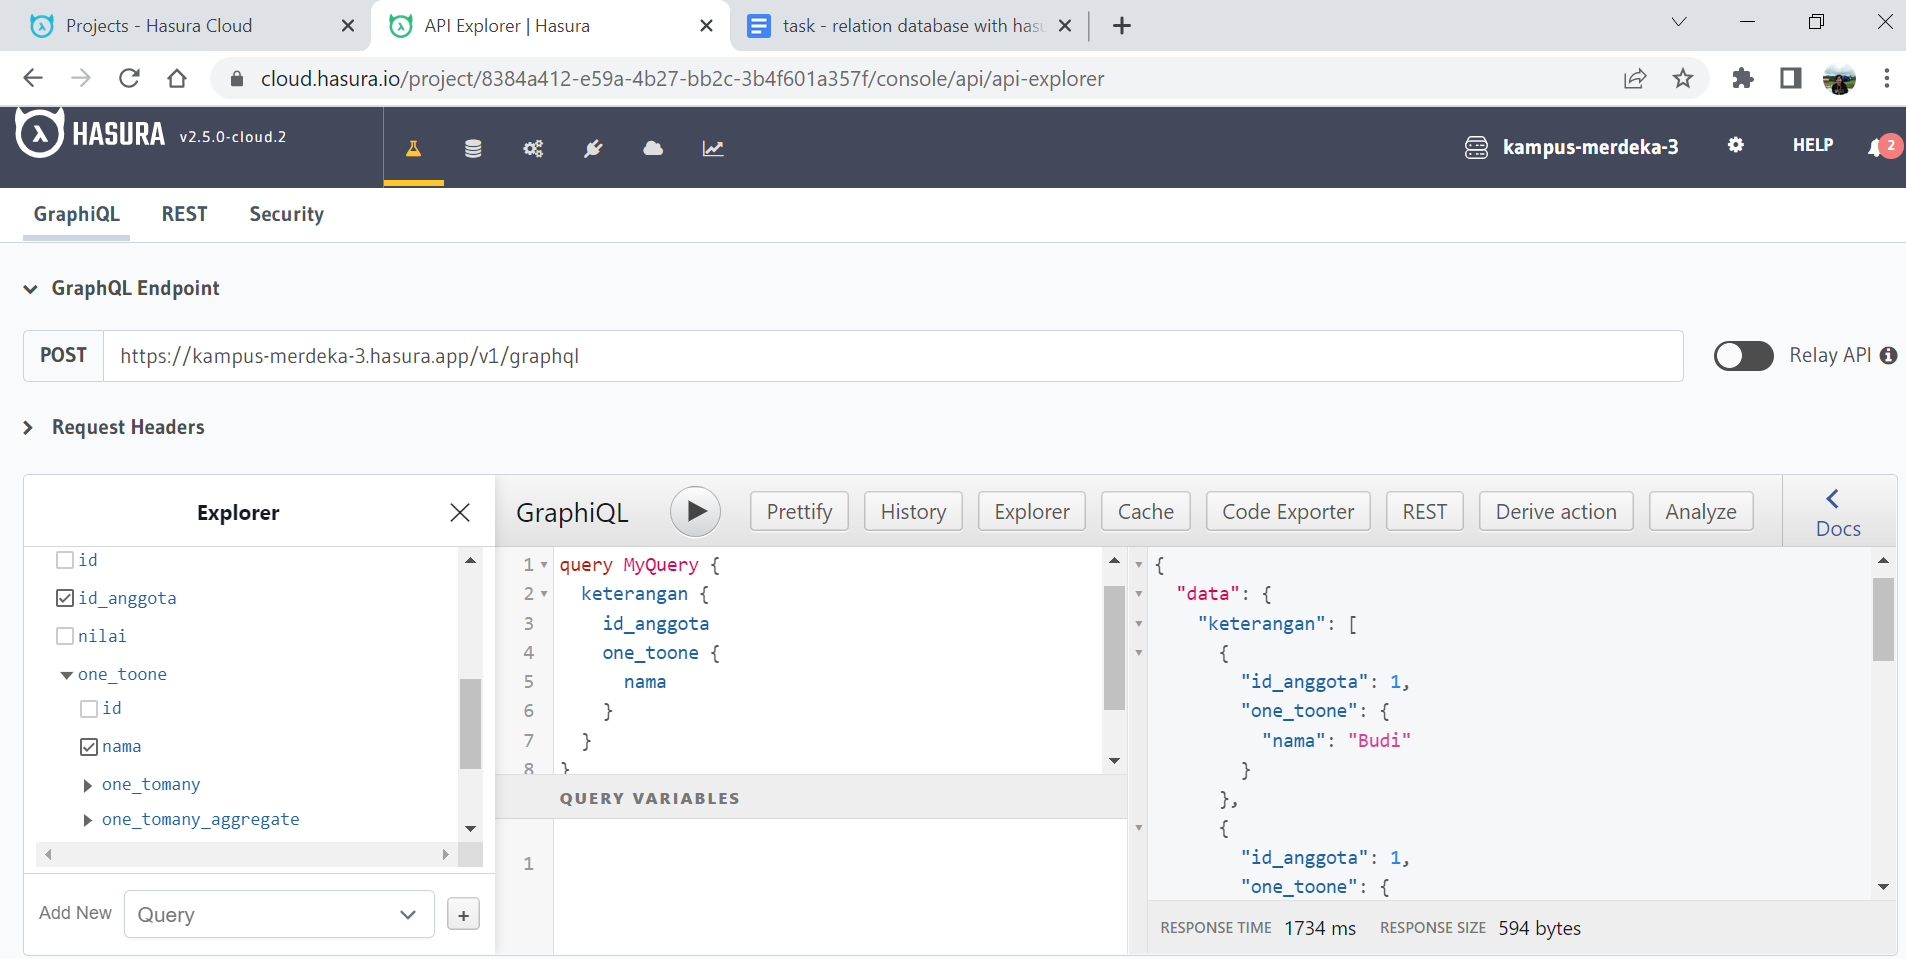 Projects - Hasura Cloud
API Explorer | Hasura
task - relation database with hasu
cloud.hasura.io/project/8384a412-e59a-4b27-bb2c-3b4f601a357f/console/api/api-explorer
HASURA v2.5.0-cloud.2
kampus-merdeka-3
HELP
2
GraphiQL REST Security
GraphQL Endpoint
POST https://kampus-merdeka-3.hasura.app/v1/graphql
Relay API
Request Headers
Explorer
id
id_anggota
nilai
one_toone
id
nama
one_tomany
one_tomany_aggregate
Add New Query +
GraphiQL Prettify History Explorer Cache Code Exporter REST Derive action Analyze
Docs
1 query MyQuery {
2 keterangan {
3 id_anggota
4 one_toone {
5 nama
6 }
7 }
8 }
QUERY VARIABLES
1
{
"data": {
"keterangan": [
{
"id_anggota": 1,
"one_toone": {
"nama": "Budi"
}
},
{
"id_anggota": 1,
"one_toone": {
RESPONSE TIME 1734 ms RESPONSE SIZE 594 bytes